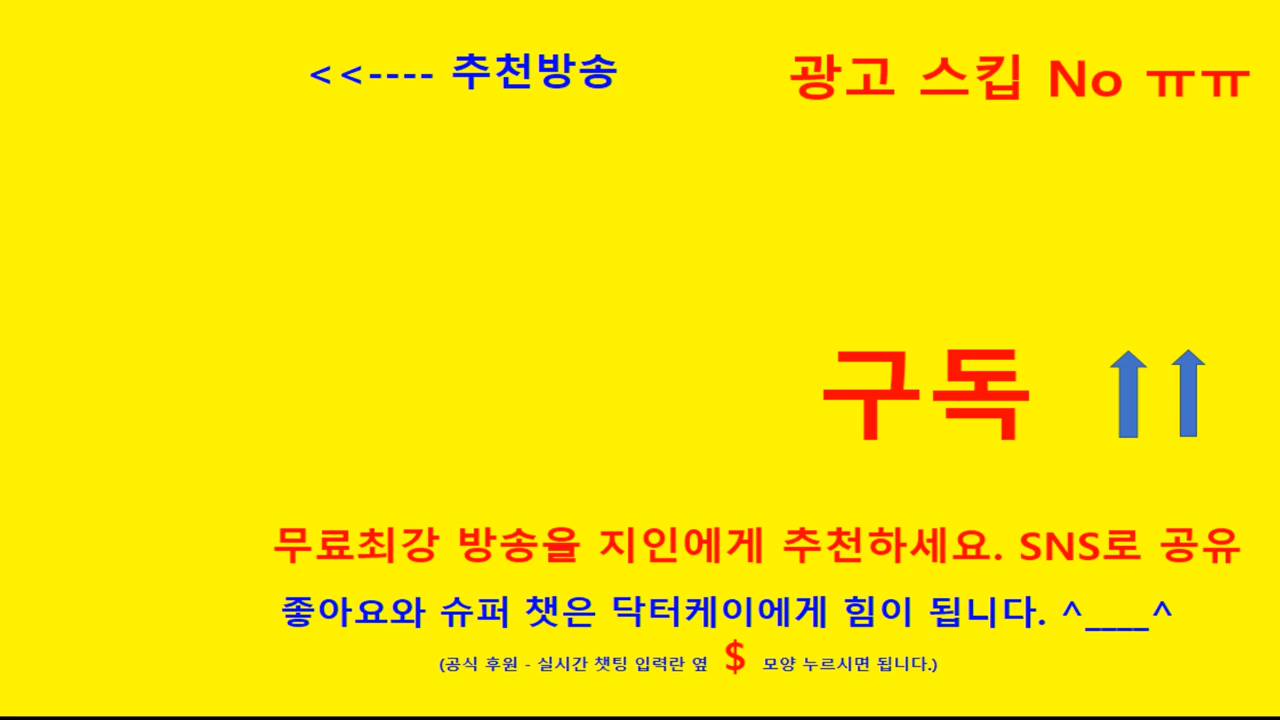 <<---- 추천방송
광고 스킵 No ㅠㅠ
구독
무료최강 방송을 지인에게 추천하세요. SNS로 공유
좋아요와 슈퍼 챗은 닥터케이에게 힘이 됩니다. ^____^
(공식 후원 - 실시간 챗팅 입력란 옆 $ 모양 누르시면 됩니다.)